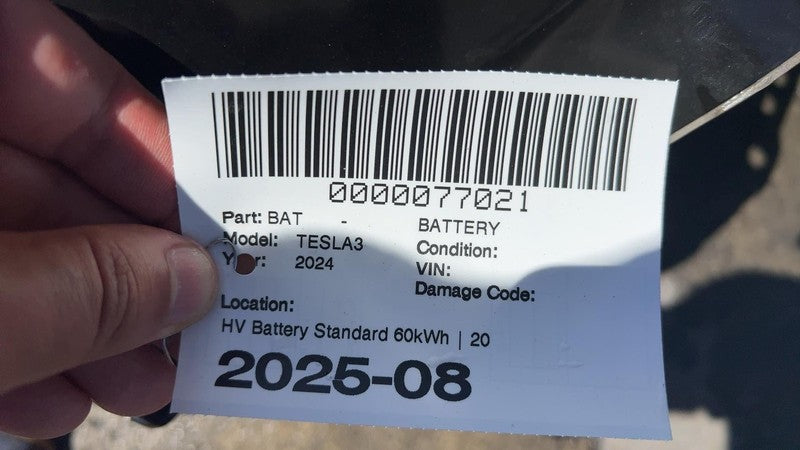 0000077021
Part: BAT - BATTERY
Model: TESLA3 Condition:
2024 VIN:
Damage Code:
Location:
HV Battery Standard 60kWh | 20
2025-08